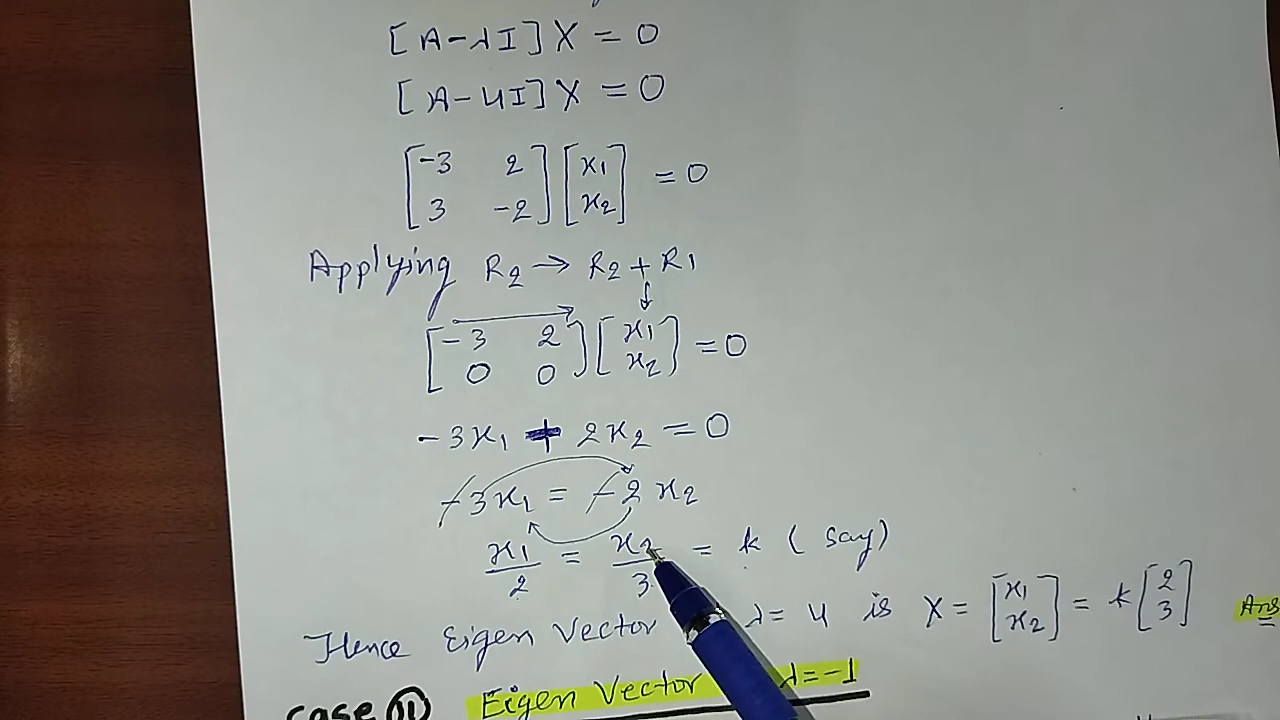 [A-λI] X = 0
[A-4I] X = 0
[-3 2
3 -2] [x1
x2] = 0
Applying R2 → R2 + R1
↓
[-3 2
0 0] [x1
x2] = 0
-3x1 + 2x2 = 0
-3x1 = -2x2
x1/2 = x2/3 = k (say)
Hence Eigen Vector λ = 4 is X = [x1
x2] = k [2
3] Ans
Case (II) Eigen Vector λ=-1